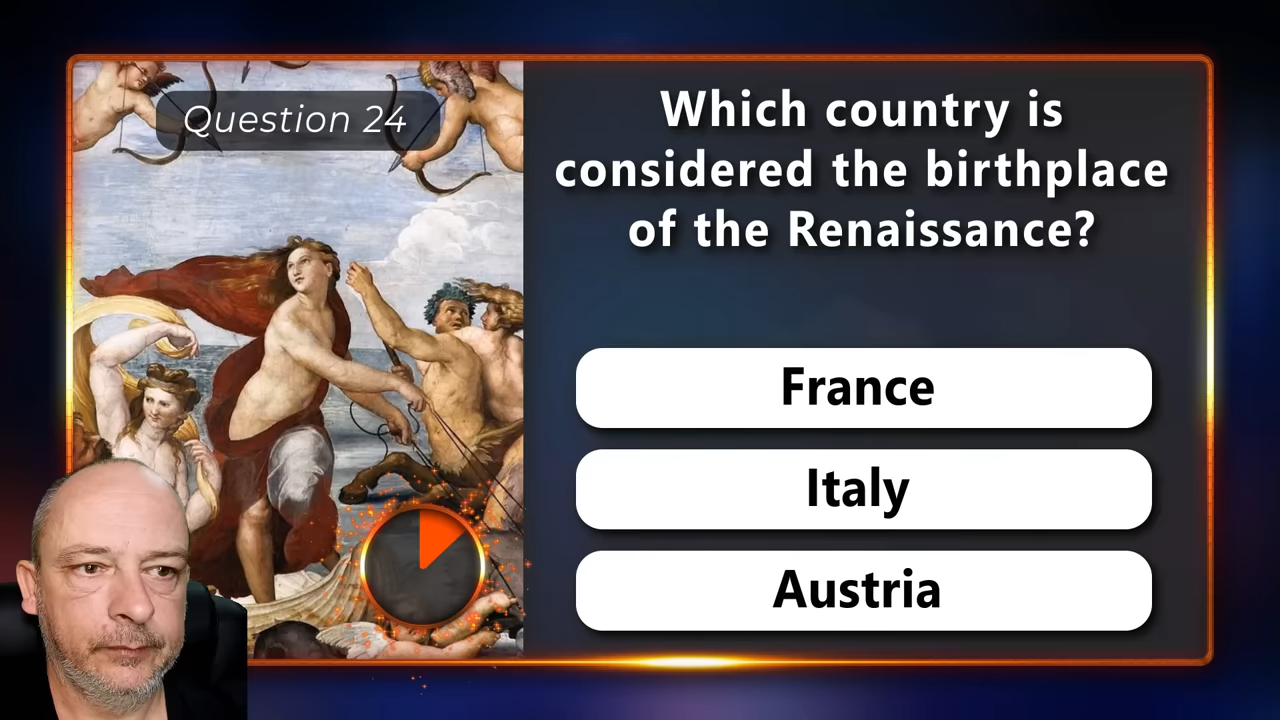 Question 24
Which country is
considered the birthplace
of the Renaissance?
France
Italy
Austria